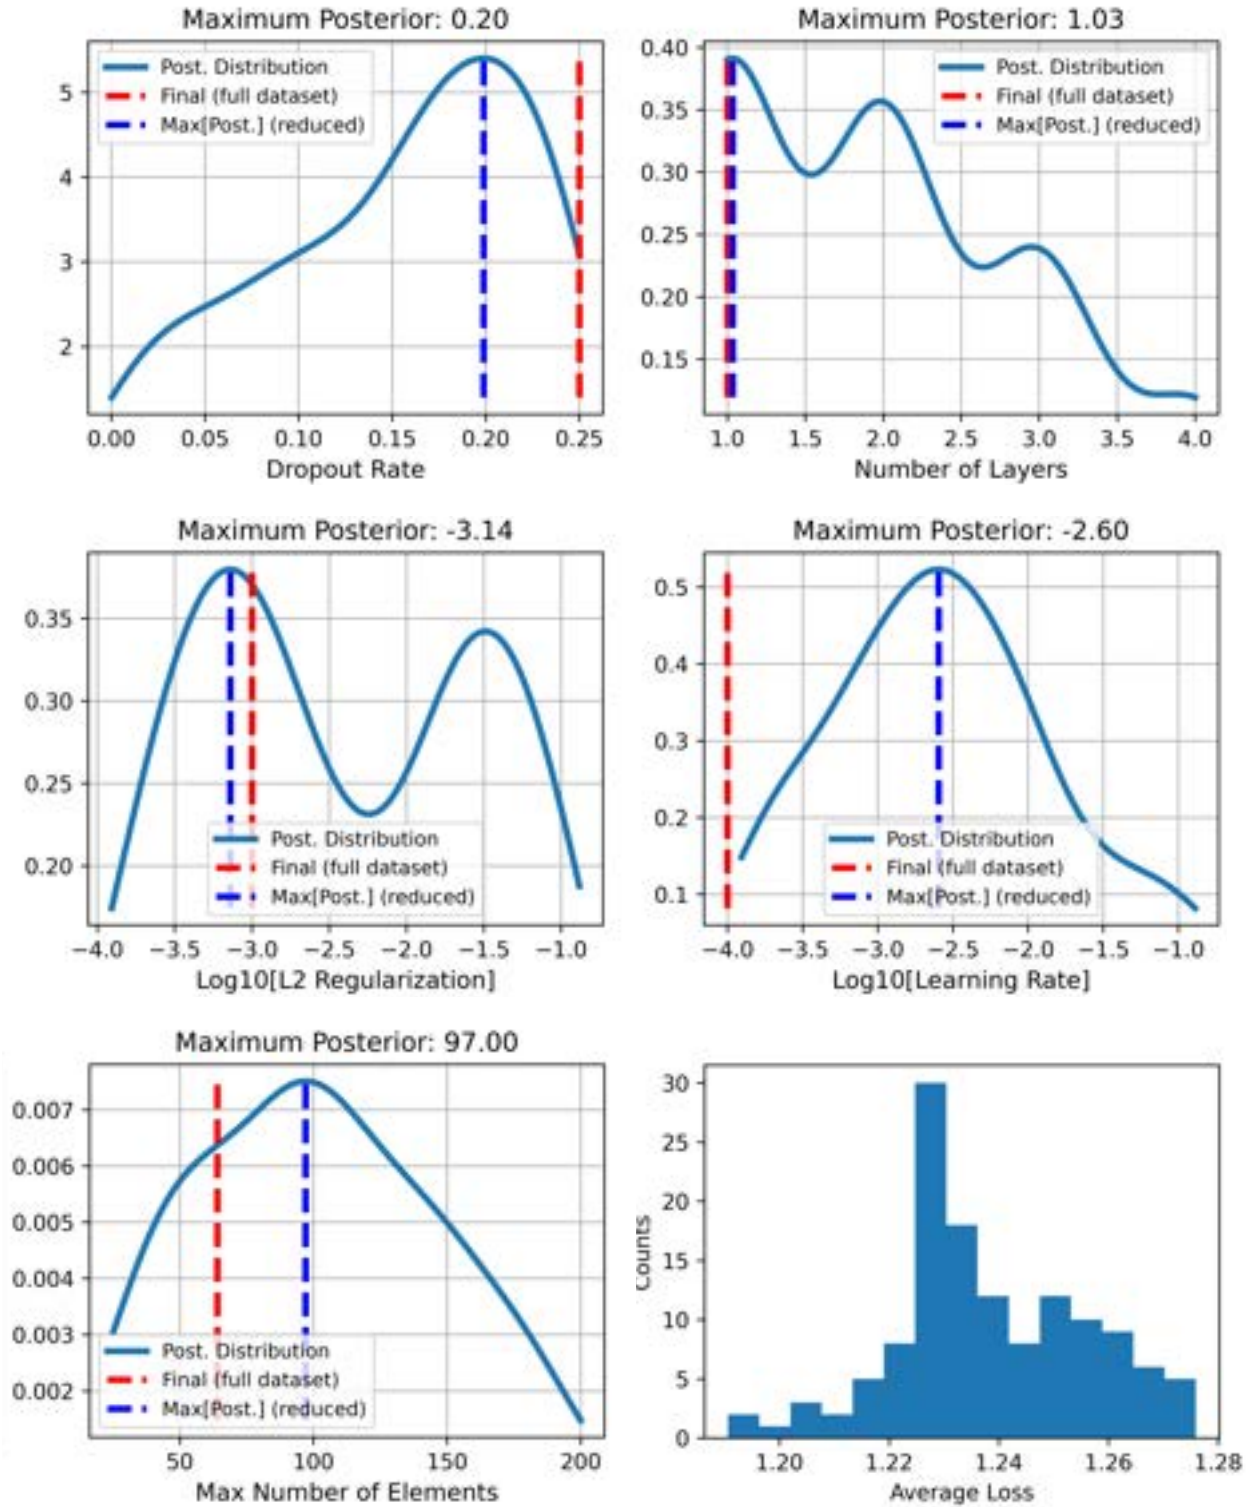 Maximum Posterior: 0.20
5
4
3
2
Post. Distribution
Final (full dataset)
Max[Post.] (reduced)
0.00 0.05 0.10 0.15 0.20 0.25
Dropout Rate
Maximum Posterior: 1.03
0.40
0.35
0.30
0.25
0.20
0.15
Post. Distribution
Final (full dataset)
Max[Post.] (reduced)
1.0 1.5 2.0 2.5 3.0 3.5 4.0
Number of Layers
Maximum Posterior: -3.14
0.35
0.30
0.25
0.20
Post. Distribution
Final (full dataset)
Max[Post.] (reduced)
−4.0 −3.5 −3.0 −2.5 −2.0 −1.5 −1.0
Log10[L2 Regularization]
Maximum Posterior: -2.60
0.5
0.4
0.3
0.2
0.1
Post. Distribution
Final (full dataset)
Max[Post.] (reduced)
−4.0 −3.5 −3.0 −2.5 −2.0 −1.5 −1.0
Log10[Learning Rate]
Maximum Posterior: 97.00
0.007
0.006
0.005
0.004
0.003
0.002
Post. Distribution
Final (full dataset)
Max[Post.] (reduced)
50 100 150 200
Max Number of Elements
30
25
20
15
10
5
0
Counts
1.20 1.22 1.24 1.26 1.28
Average Loss